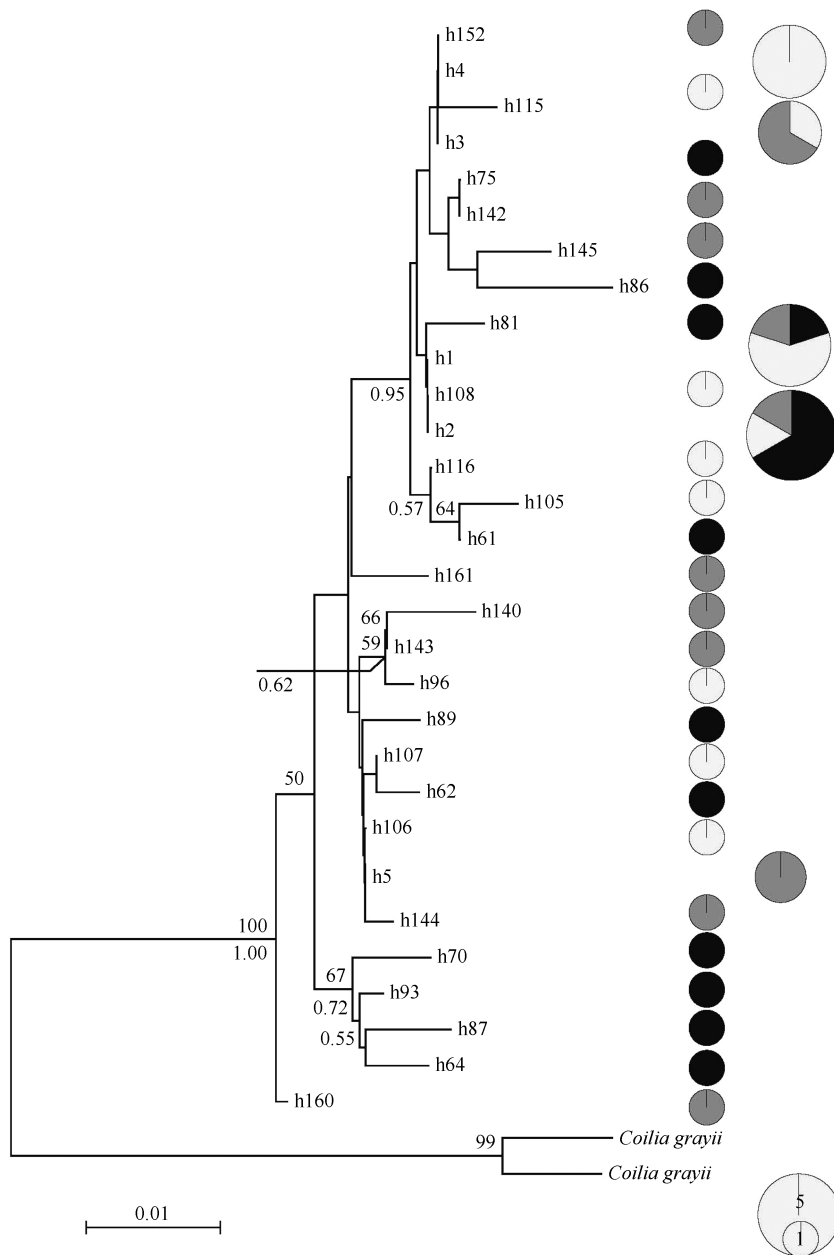 h152
h4
h115
h3
h75
h142
h145
h86
h81
h1
0.95
h108
h2
h116
0.57
64
h105
h61
h161
66
h140
59
h143
0.62
h96
h89
h107
50
h62
h106
h5
100
h144
1.00
h70
67
h93
0.72
h87
0.55
h64
h160
99
Coilia grayii
Coilia grayii
5
0.01
1